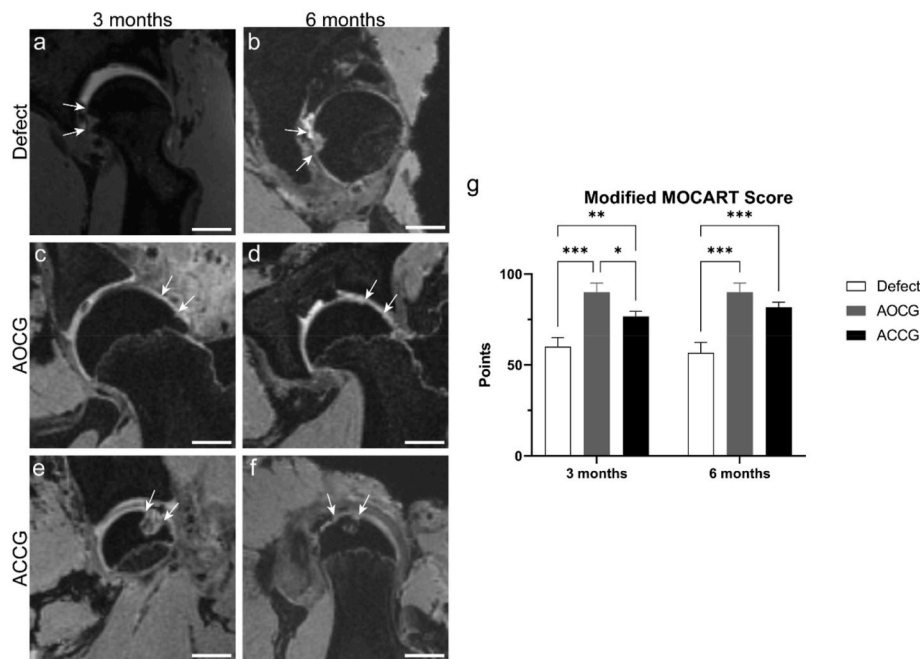 3 months
6 months
a
b
Defect
c
d
AOCG
e
f
ACCG
g
Modified MOCART Score
** ***
*** * ***
100
50
0
Points
3 months
6 months
Defect
AOCG
ACCG